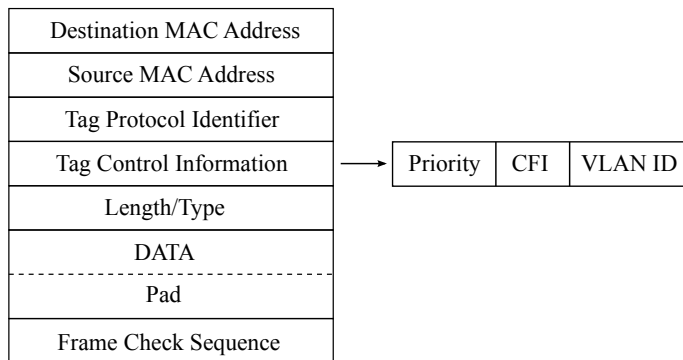 Destination MAC Address
Source MAC Address
Tag Protocol Identifier
Tag Control Information
Priority CFI VLAN ID
Length/Type
DATA
Pad
Frame Check Sequence